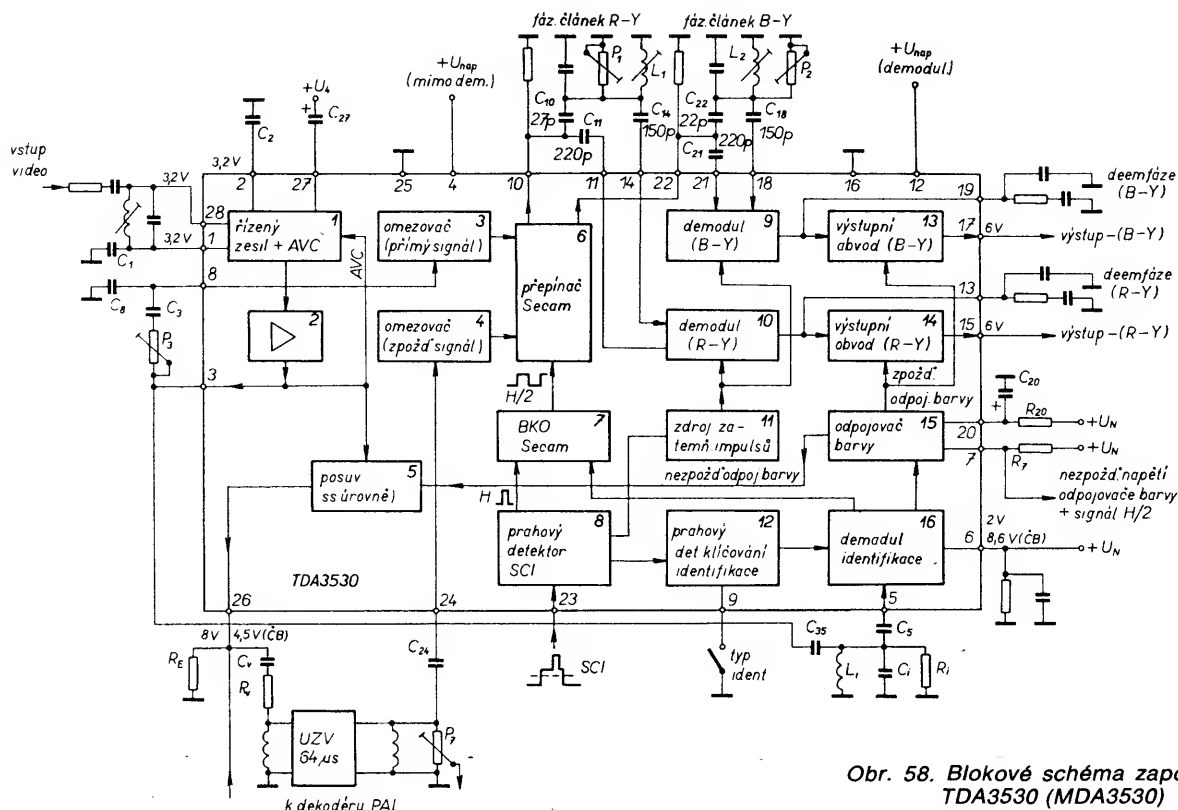 fáz. článek R-Y
fáz. článek B-Y
+Unap
(mimo dem.)
+Unap
(demodul.)
P1
L1
L2
P2
C10
27p
C11
220p
C14
150p
C22
22p
220p
C21
C18
150p
+U4
+
C27
C2
vstup
video
3,2V
3,2V
3,2V
C1
2
27
25
4
10
11
14
22
21
18
16
12
28
1
8
3
řízený
zesil + AVC
1
AVC
2
omezovač
(přímý signál)
3
omezovač
(zpožď signál)
4
přepínač
Secam
6
demodul
(B-Y)
9
výstupní
abvod (B-Y)
13
demodul
(R-Y)
10
výstupní
obvod (R-Y)
14
19
deemfáze
(B-Y)
17
6V
výstup-(B-Y)
deemfáze
(R-Y)
13
15
6V
výstup-(R-Y)
C8
C3
P3
H/2
BKO
Secam
7
zdroj za-
temň impulsů
11
zpožď.
odpoj. barvy
odpojovač
barvy
15
+
C20
R20
+UN
20
7
R7
+UN
nezpožď odpoj barvy
nezpožď. napětí
odpojovače barvy
+ signál H/2
posuv
ss úrovně)
5
H
prahový
detektor
SCI
8
prahový
det klíčování
identifikace
12
demadul
identifikace
16
6
2V
8,6V(ČB)
+UN
TDA3530
26
24
23
9
5
8V
4,5V(ČB)
RE
Cv
Rv
C24
SCI
typ
ident
C35
C5
L1
Ci
Ri
UZV
64µs
P7
k dekodéru PAL
Obr. 58. Blokové schéma zapo
TDA3530 (MDA3530)